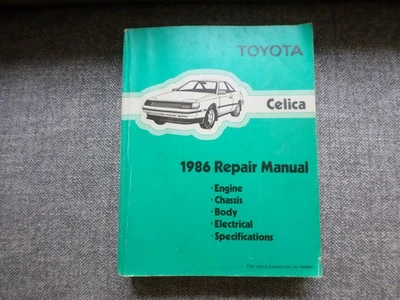 TOYOTA
Celica
1986 Repair Manual
· Engine
· Chassis
· Body
· Electrical
· Specifications